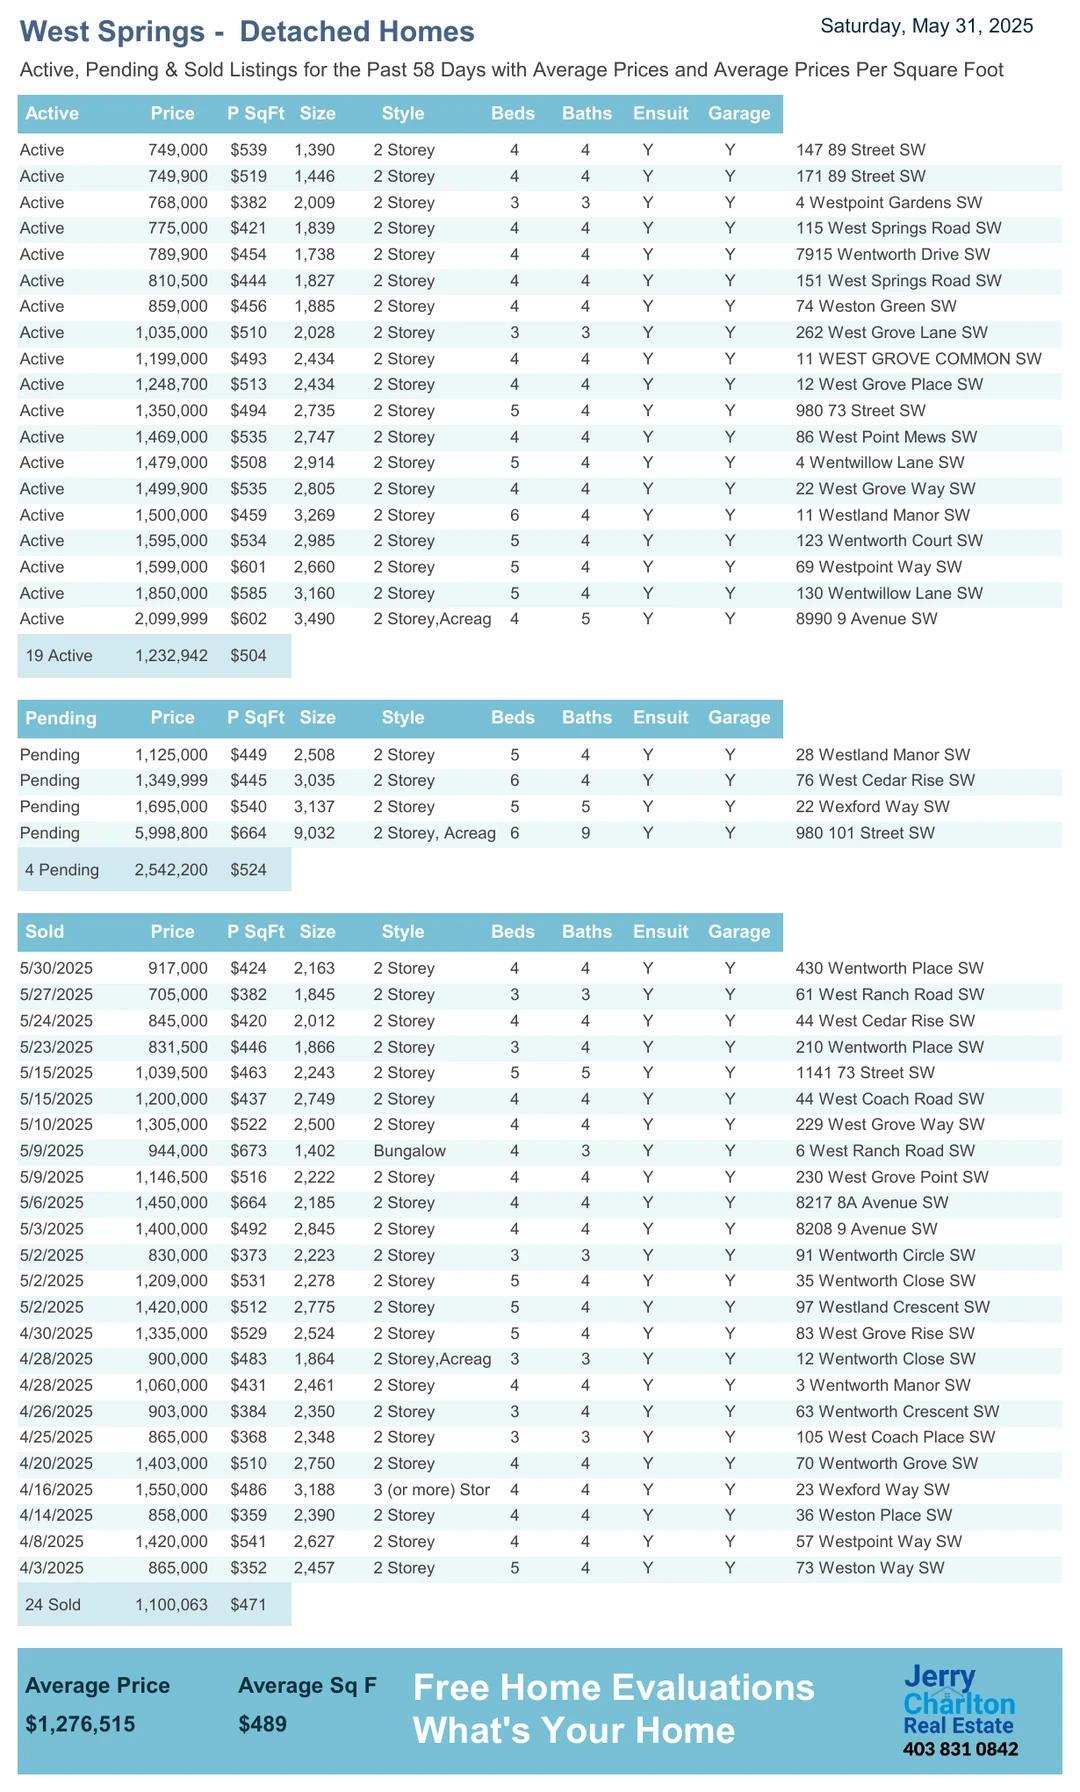 West Springs -  Detached Homes
Saturday, May 31, 2025
Active, Pending & Sold Listings for the Past 58 Days with Average Prices and Average Prices Per Square Foot
Active Price P SqFt Size Style Beds Baths Ensuit Garage
Active 749,000 $539 1,390 2 Storey 4 4 Y Y 147 89 Street SW
Active 749,900 $519 1,446 2 Storey 4 4 Y Y 171 89 Street SW
Active 768,000 $382 2,009 2 Storey 3 3 Y Y 4 Westpoint Gardens SW
Active 775,000 $421 1,839 2 Storey 4 4 Y Y 115 West Springs Road SW
Active 789,900 $454 1,738 2 Storey 4 4 Y Y 7915 Wentworth Drive SW
Active 810,500 $444 1,827 2 Storey 4 4 Y Y 151 West Springs Road SW
Active 859,000 $456 1,885 2 Storey 4 4 Y Y 74 Weston Green SW
Active 1,035,000 $510 2,028 2 Storey 3 3 Y Y 262 West Grove Lane SW
Active 1,199,000 $493 2,434 2 Storey 4 4 Y Y 11 WEST GROVE COMMON SW
Active 1,248,700 $513 2,434 2 Storey 4 4 Y Y 12 West Grove Place SW
Active 1,350,000 $494 2,735 2 Storey 5 4 Y Y 980 73 Street SW
Active 1,469,000 $535 2,747 2 Storey 4 4 Y Y 86 West Point Mews SW
Active 1,479,000 $508 2,914 2 Storey 5 4 Y Y 4 Wentwillow Lane SW
Active 1,499,900 $535 2,805 2 Storey 4 4 Y Y 22 West Grove Way SW
Active 1,500,000 $459 3,269 2 Storey 6 4 Y Y 11 Westland Manor SW
Active 1,595,000 $534 2,985 2 Storey 5 4 Y Y 123 Wentworth Court SW
Active 1,599,000 $601 2,660 2 Storey 5 4 Y Y 69 Westpoint Way SW
Active 1,850,000 $585 3,160 2 Storey 5 4 Y Y 130 Wentwillow Lane SW
Active 2,099,999 $602 3,490 2 Storey,Acreag 4 5 Y Y 8990 9 Avenue SW
19 Active 1,232,942 $504
Pending Price P SqFt Size Style Beds Baths Ensuit Garage
Pending 1,125,000 $449 2,508 2 Storey 5 4 Y Y 28 Westland Manor SW
Pending 1,349,999 $445 3,035 2 Storey 6 4 Y Y 76 West Cedar Rise SW
Pending 1,695,000 $540 3,137 2 Storey 5 5 Y Y 22 Wexford Way SW
Pending 5,998,800 $664 9,032 2 Storey, Acreag 6 9 Y Y 980 101 Street SW
4 Pending 2,542,200 $524
Sold Price P SqFt Size Style Beds Baths Ensuit Garage
5/30/2025 917,000 $424 2,163 2 Storey 4 4 Y Y 430 Wentworth Place SW
5/27/2025 705,000 $382 1,845 2 Storey 3 3 Y Y 61 West Ranch Road SW
5/24/2025 845,000 $420 2,012 2 Storey 4 4 Y Y 44 West Cedar Rise SW
5/23/2025 831,500 $446 1,866 2 Storey 3 4 Y Y 210 Wentworth Place SW
5/15/2025 1,039,500 $463 2,243 2 Storey 5 5 Y Y 1141 73 Street SW
5/15/2025 1,200,000 $437 2,749 2 Storey 4 4 Y Y 44 West Coach Road SW
5/10/2025 1,305,000 $522 2,500 2 Storey 4 4 Y Y 229 West Grove Way SW
5/9/2025 944,000 $673 1,402 Bungalow 4 3 Y Y 6 West Ranch Road SW
5/9/2025 1,146,500 $516 2,222 2 Storey 4 4 Y Y 230 West Grove Point SW
5/6/2025 1,450,000 $664 2,185 2 Storey 4 4 Y Y 8217 8A Avenue SW
5/3/2025 1,400,000 $492 2,845 2 Storey 4 4 Y Y 8208 9 Avenue SW
5/2/2025 830,000 $373 2,223 2 Storey 3 3 Y Y 91 Wentworth Circle SW
5/2/2025 1,209,000 $531 2,278 2 Storey 5 4 Y Y 35 Wentworth Close SW
5/2/2025 1,420,000 $512 2,775 2 Storey 5 4 Y Y 97 Westland Crescent SW
4/30/2025 1,335,000 $529 2,524 2 Storey 5 4 Y Y 83 West Grove Rise SW
4/28/2025 900,000 $483 1,864 2 Storey,Acreag 3 3 Y Y 12 Wentworth Close SW
4/28/2025 1,060,000 $431 2,461 2 Storey 4 4 Y Y 3 Wentworth Manor SW
4/26/2025 903,000 $384 2,350 2 Storey 3 4 Y Y 63 Wentworth Crescent SW
4/25/2025 865,000 $368 2,348 2 Storey 3 3 Y Y 105 West Coach Place SW
4/20/2025 1,403,000 $510 2,750 2 Storey 4 4 Y Y 70 Wentworth Grove SW
4/16/2025 1,550,000 $486 3,188 3 (or more) Stor 4 4 Y Y 23 Wexford Way SW
4/14/2025 858,000 $359 2,390 2 Storey 4 4 Y Y 36 Weston Place SW
4/8/2025 1,420,000 $541 2,627 2 Storey 4 4 Y Y 57 Westpoint Way SW
4/3/2025 865,000 $352 2,457 2 Storey 5 4 Y Y 73 Weston Way SW
24 Sold 1,100,063 $471
Average Price Average Sq F
$1,276,515 $489
Free Home Evaluations
What's Your Home
Jerry
Charlton
Real Estate
403 831 0842